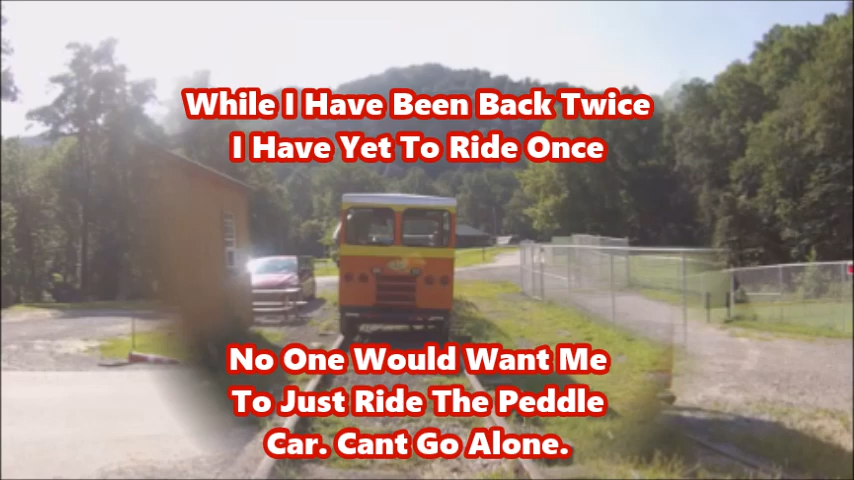 While I Have Been Back Twice
I Have Yet To Ride Once
No One Would Want Me
To Just Ride The Peddle
Car. Cant Go Alone.